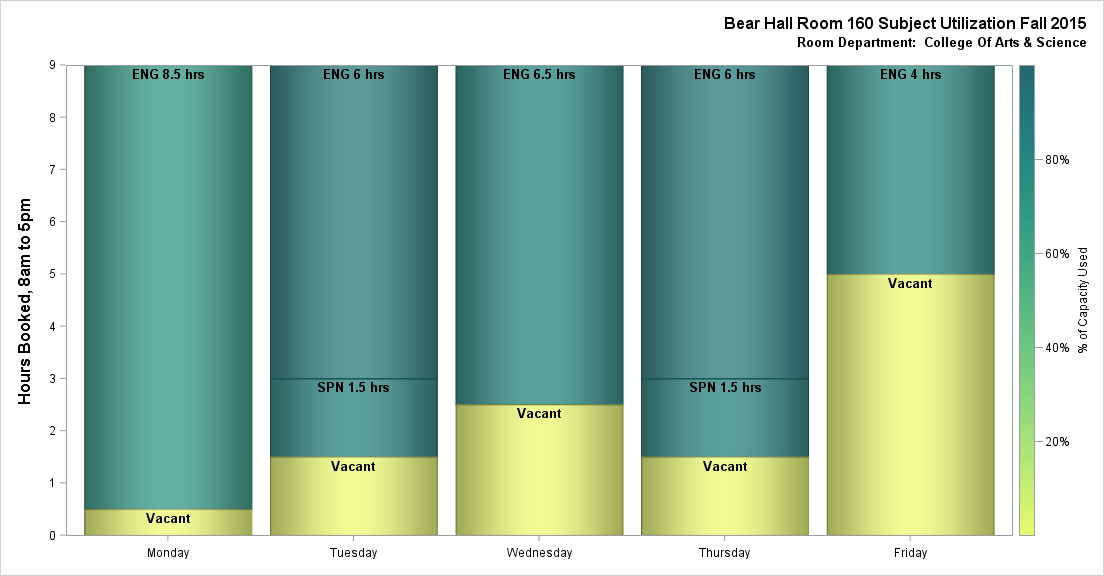 Bear Hall Room 160 Subject Utilization Fall 2015
Room Department:  College Of Arts & Science
Hours Booked, 8am to 5pm
9
8
7
6
5
4
3
2
1
0
ENG 8.5 hrs
Vacant
ENG 6 hrs
SPN 1.5 hrs
Vacant
ENG 6.5 hrs
Vacant
ENG 6 hrs
SPN 1.5 hrs
Vacant
ENG 4 hrs
Vacant
Monday
Tuesday
Wednesday
Thursday
Friday
80%
60%
40%
20%
% of Capacity Used